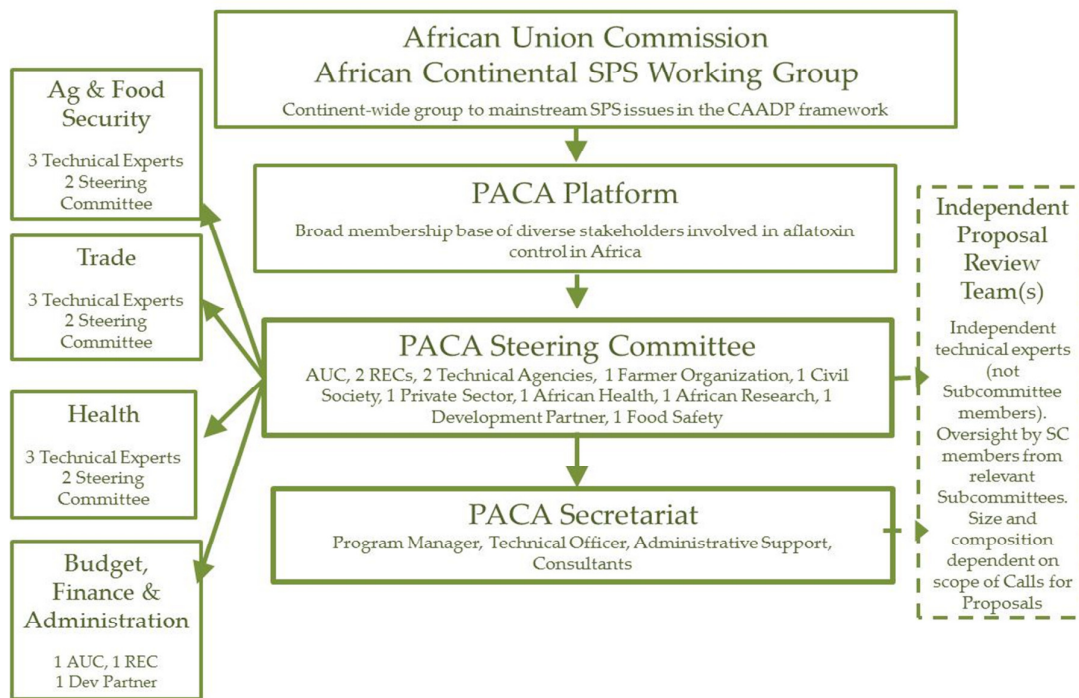 African Union Commission
African Continental SPS Working Group
Continent-wide group to mainstream SPS issues in the CAADP framework
Ag & Food
Security
3 Technical Experts
2 Steering
Committee
Trade
3 Technical Experts
2 Steering
Committee
Health
3 Technical Experts
2 Steering
Committee
Budget,
Finance &
Administration
1 AUC, 1 REC
1 Dev Partner
PACA Platform
Broad membership base of diverse stakeholders involved in aflatoxin
control in Africa
PACA Steering Committee
AUC, 2 RECs, 2 Technical Agencies, 1 Farmer Organization, 1 Civil
Society, 1 Private Sector, 1 African Health, 1 African Research, 1
Development Partner, 1 Food Safety
PACA Secretariat
Program Manager, Technical Officer, Administrative Support,
Consultants
Independent
Proposal
Review
Team(s)
Independent
technical experts
(not
Subcommittee
members).
Oversight by SC
members from
relevant
Subcommittees.
Size and
composition
dependent on
scope of Calls for
Proposals